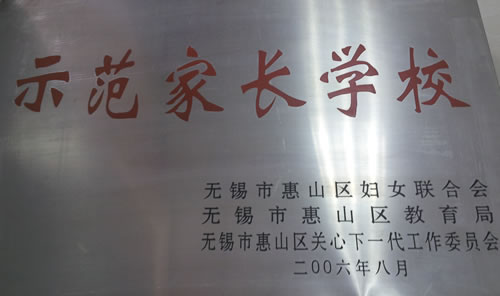 示范家长学校
无锡市惠山区妇女联合会
无锡市惠山区教育局
无锡市惠山区关心下一代工作委员会
二00六年八月